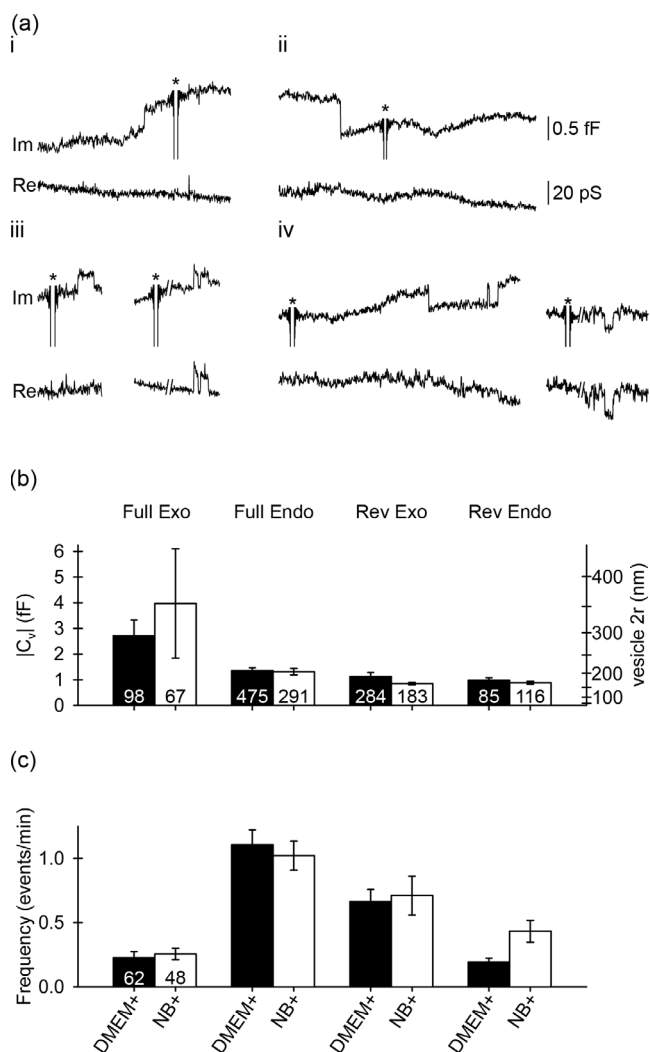 (a)
i
ii
*
*
Im
0.5 fF
Re
20 pS
iii
iv
*
*
*
*
Im
Re
(b)
Full Exo Full Endo Rev Exo Rev Endo
|Cv| (fF)
6
5
4
3
2
1
0
98 67 475 291 284 183 85 116
400
300
200
100
vesicle 2r (nm)
(c)
Frequency (events/min)
1.0
0.5
0.0
62 48
DMEM+ NB+ DMEM+ NB+ DMEM+ NB+ DMEM+ NB+